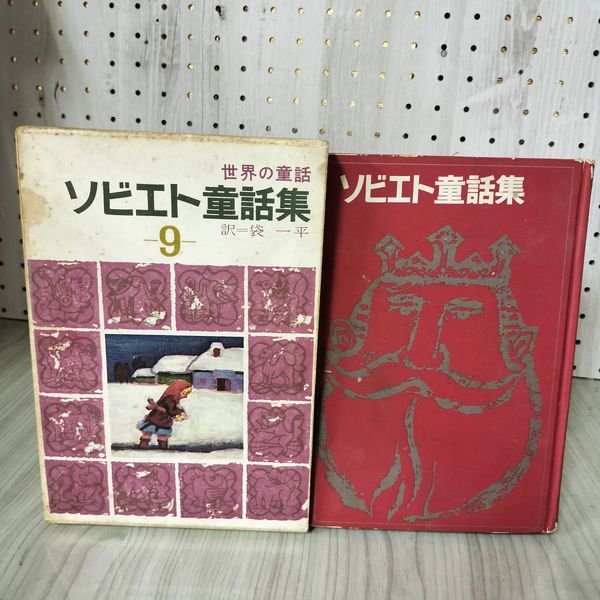 世界の童話
ソビエト童話集
-9-
訳=袋 一平
ソビエト童話集